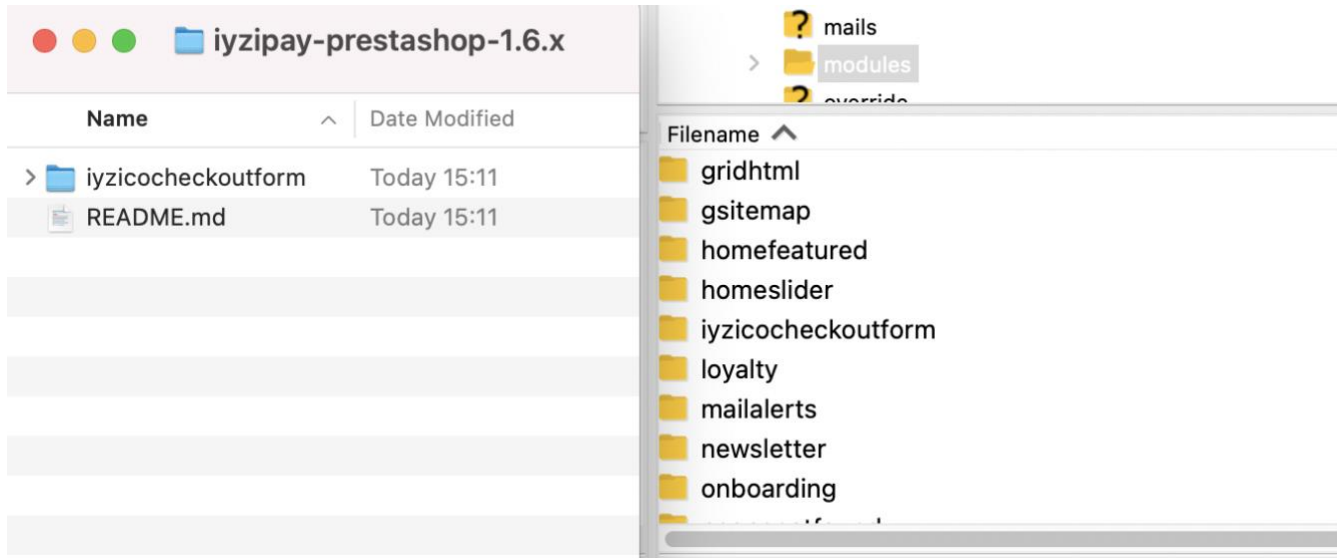 iyzipay-prestashop-1.6.x
Name Date Modified
iyzicocheckoutform Today 15:11
README.md Today 15:11
mails
modules
override
Filename
gridhtml
gsitemap
homefeatured
homeslider
iyzicocheckoutform
loyalty
mailalerts
newsletter
onboarding